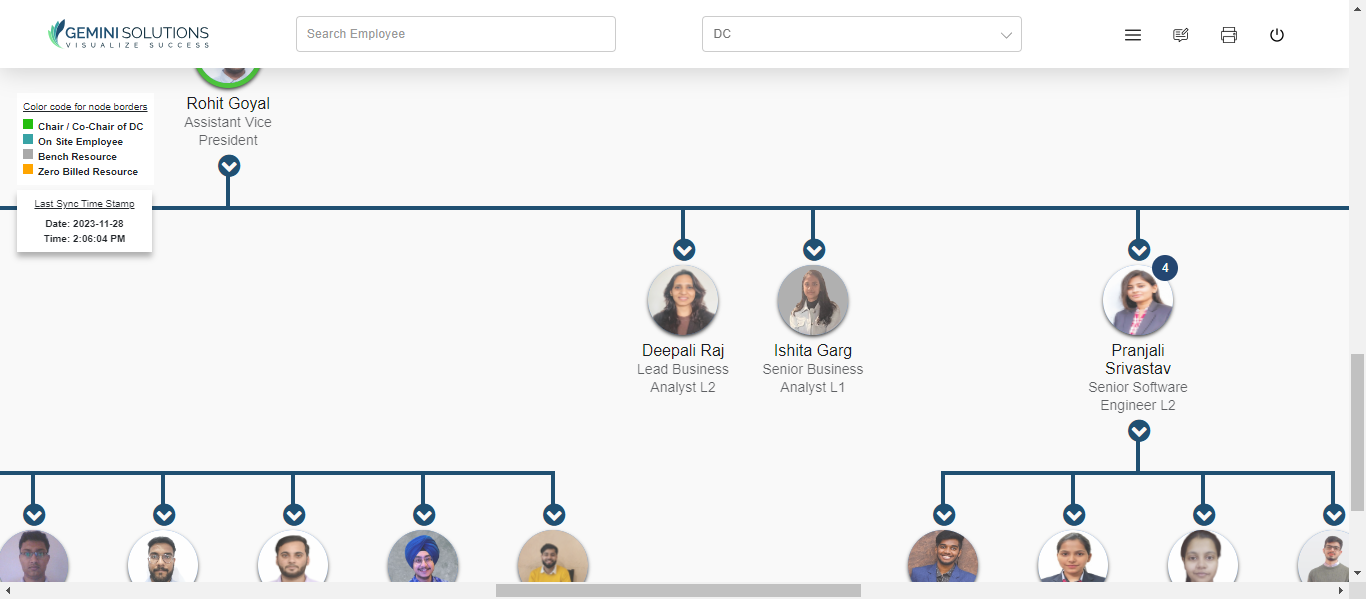 GEMINI SOLUTIONS
VISUALIZE SUCCESS
Search Employee
DC
Color code for node borders
Chair / Co-Chair of DC
On Site Employee
Bench Resource
Zero Billed Resource
Last Sync Time Stamp
Date: 2023-11-28
Time: 2:06:04 PM
Rohit Goyal
Assistant Vice
President
Deepali Raj
Lead Business
Analyst L2
Ishita Garg
Senior Business
Analyst L1
4
Pranjali
Srivastav
Senior Software
Engineer L2